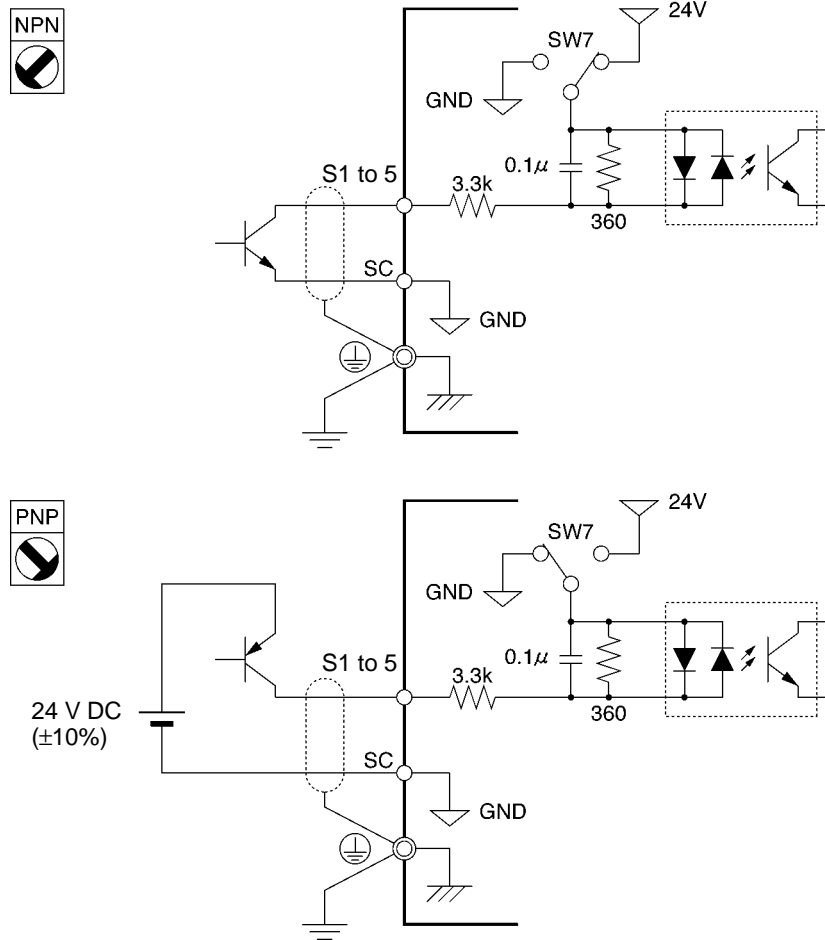 NPN
24V
SW7
GND
S1 to 5
3.3k
0.1μ
360
SC
GND
PNP
24V
SW7
GND
S1 to 5
3.3k
0.1μ
360
24 V DC
(±10%)
SC
GND